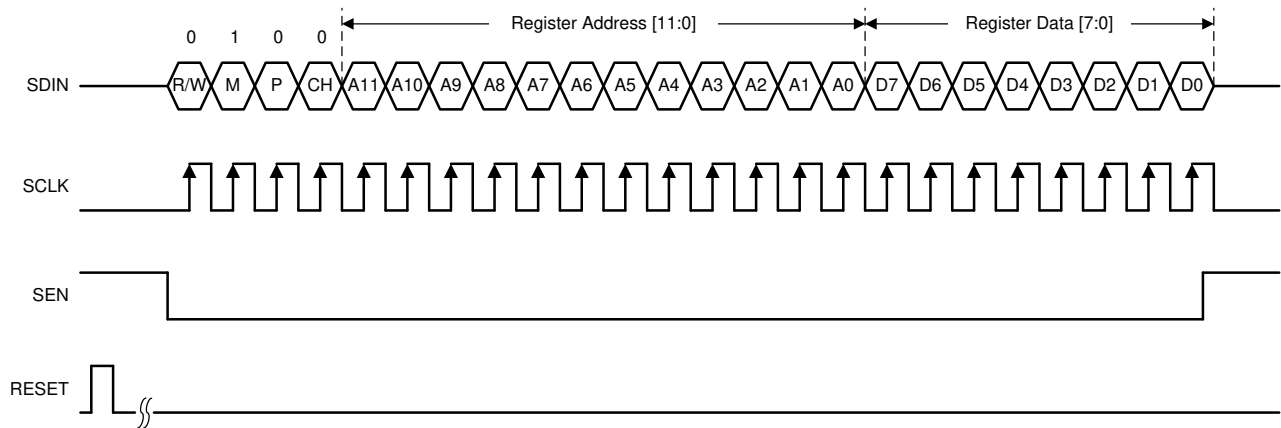 Register Address [11:0] Register Data [7:0]
0 1 0 0
SDIN R/W M P CH A11 A10 A9 A8 A7 A6 A5 A4 A3 A2 A1 A0 D7 D6 D5 D4 D3 D2 D1 D0
SCLK
SEN
RESET